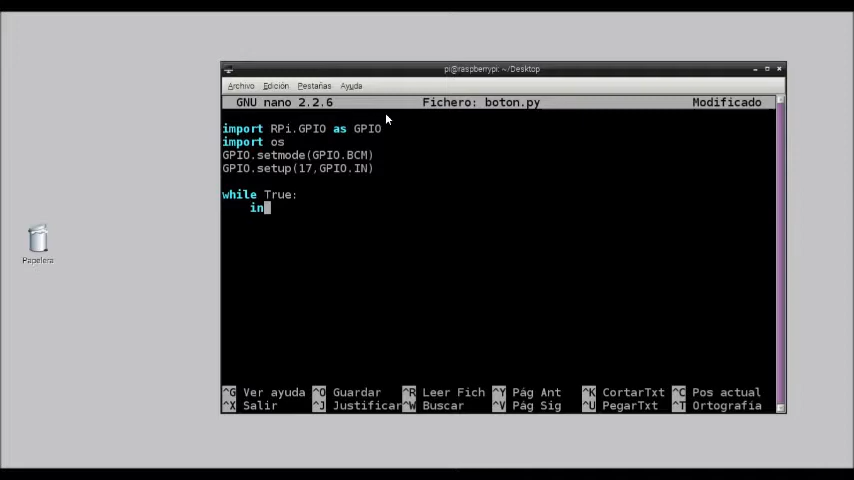 pi@raspberrypi: ~/Desktop
Archivo Edición Pestañas Ayuda
GNU nano 2.2.6 Fichero: boton.py Modificado
import RPi.GPIO as GPIO
import os
GPIO.setmode(GPIO.BCM)
GPIO.setup(17,GPIO.IN)
while True:
    in
Papelera
^G Ver ayuda ^O Guardar ^R Leer Fich ^Y Pág Ant ^K CortarTxt ^C Pos actual
^X Salir ^J Justificar ^W Buscar ^V Pág Sig ^U PegarTxt ^T Ortografía